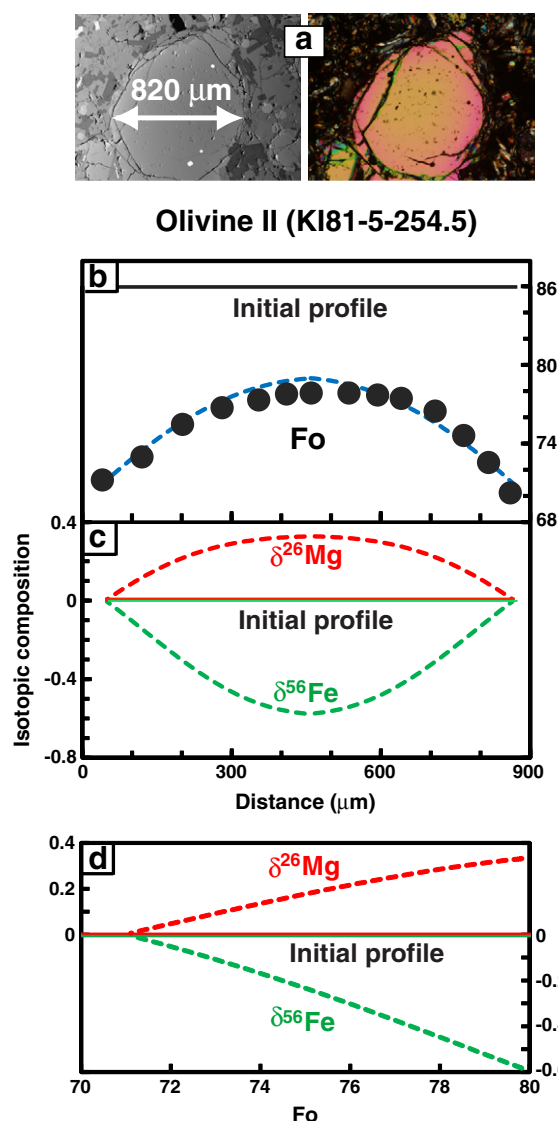 a
820 μm
Olivine II (KI81-5-254.5)
b
86
Initial profile
80
Fo
74
68
0.4
c
δ26Mg
0
Initial profile
-0.4
δ56Fe
-0.8
Isotopic composition
0
300
600
900
Distance (μm)
0.4
d
δ26Mg
0.2
0
0
Initial profile
-0.2
δ56Fe
70
72
74
76
78
80
Fo